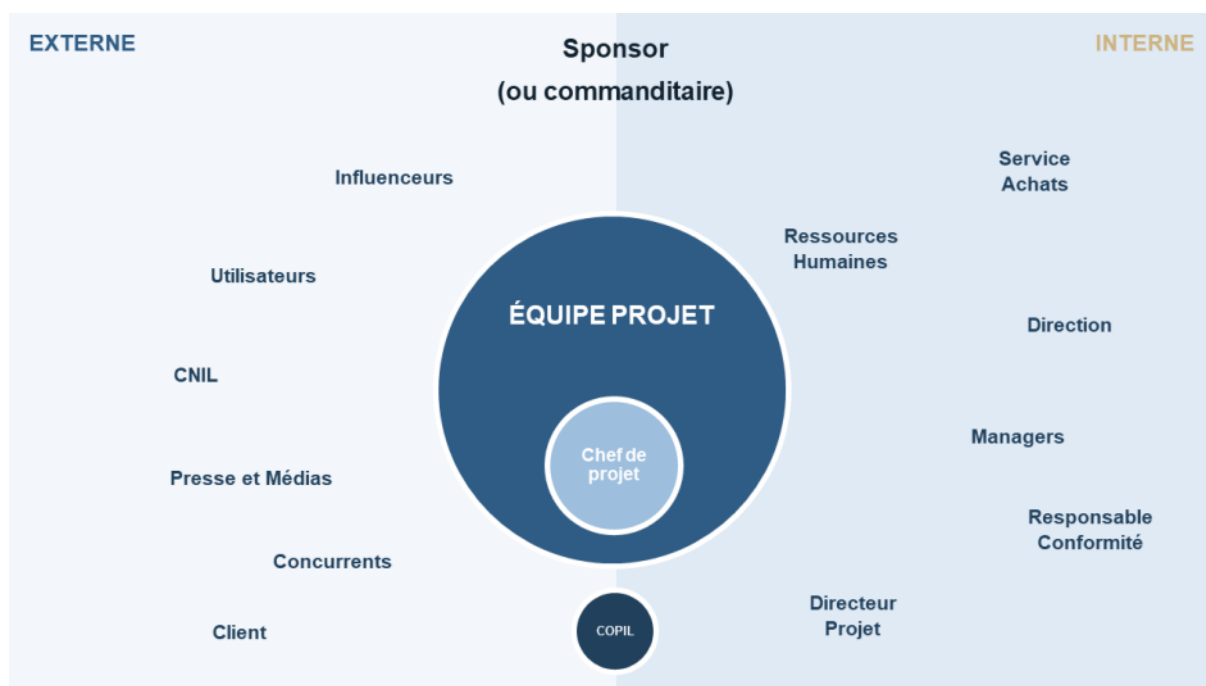 EXTERNE
Sponsor
(ou commanditaire)
INTERNE
Influenceurs
Service
Achats
Ressources
Humaines
Utilisateurs
ÉQUIPE PROJET
Direction
CNIL
Managers
Chef de
projet
Presse et Médias
Responsable
Conformité
Concurrents
Directeur
Projet
Client
COPIL